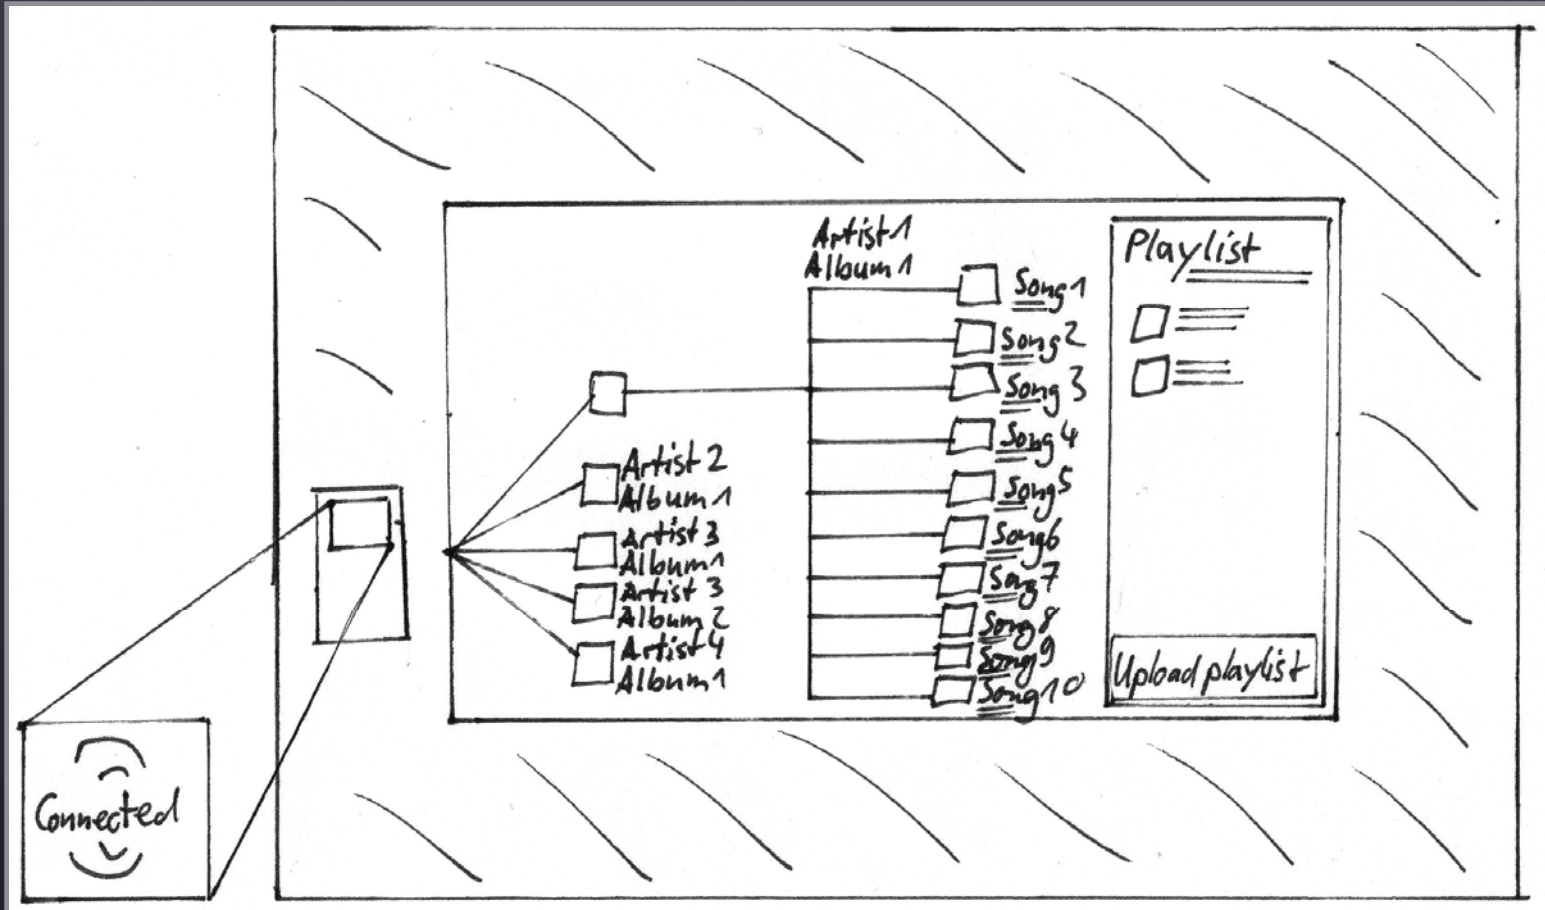 Artist 1
Album 1
Song 1
Song 2
Song 3
Song 4
Song 5
Song 6
Song 7
Song 8
Song 9
Song 10
Artist 2
Album 1
Artist 3
Album 1
Artist 3
Album 2
Artist 4
Album 1
Playlist
Upload playlist
Connected